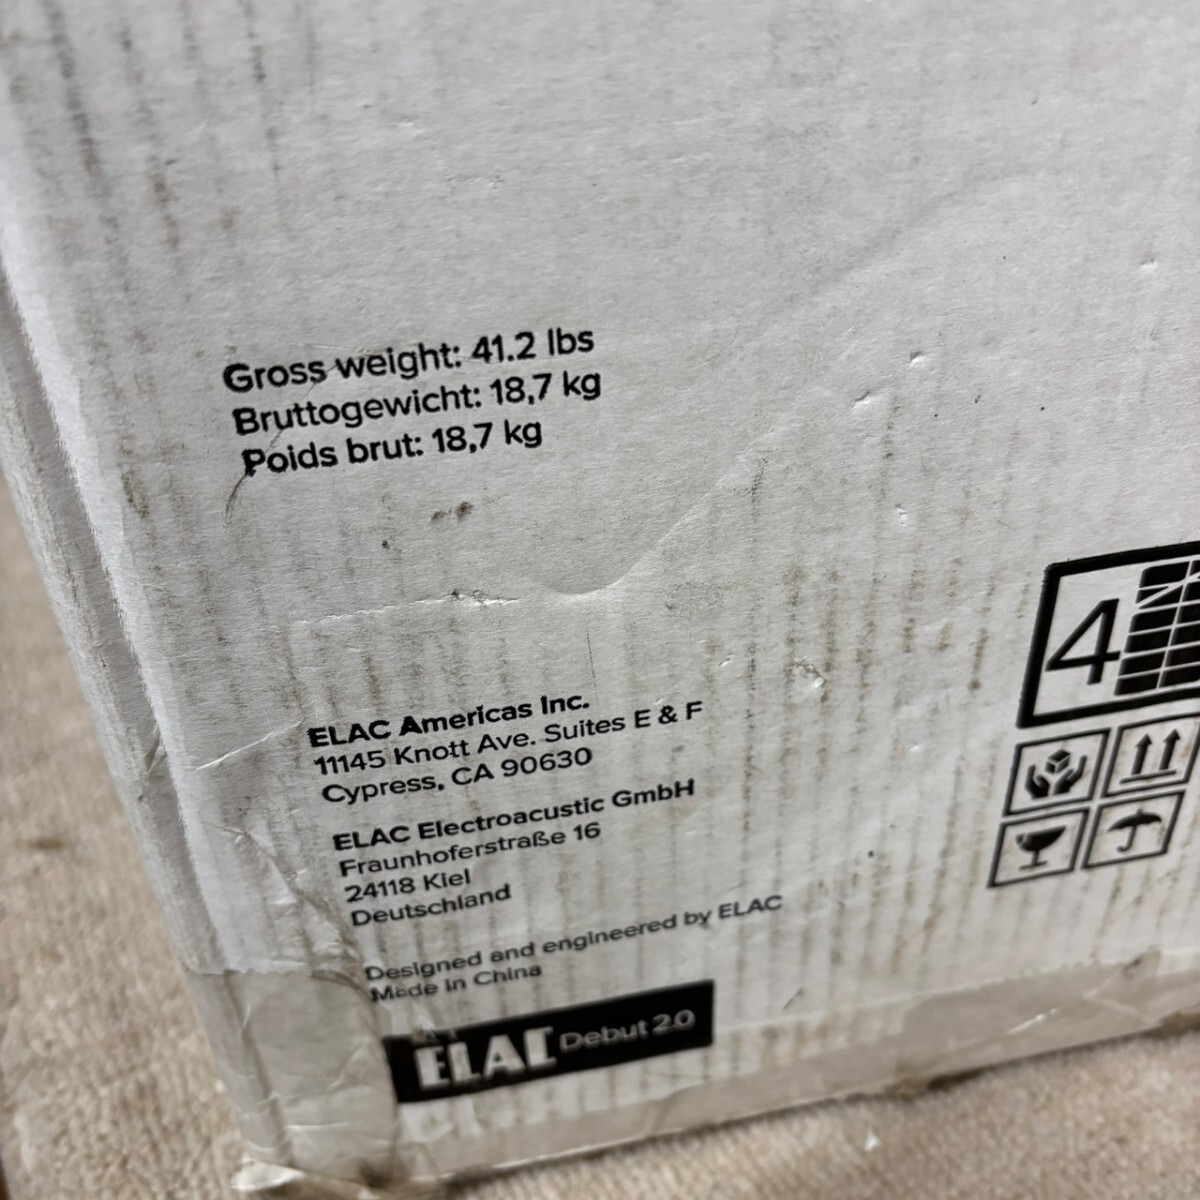 Gross weight: 41.2 lbs
Bruttogewicht: 18,7 kg
Poids brut: 18,7 kg
4
ELAC Americas Inc.
11145 Knott Ave. Suites E & F
Cypress, CA 90630
ELAC Electroacustic GmbH
Fraunhoferstraße 16
24118 Kiel
Deutschland
Designed and engineered by ELAC
Made in China
ELAC Debut 2.0